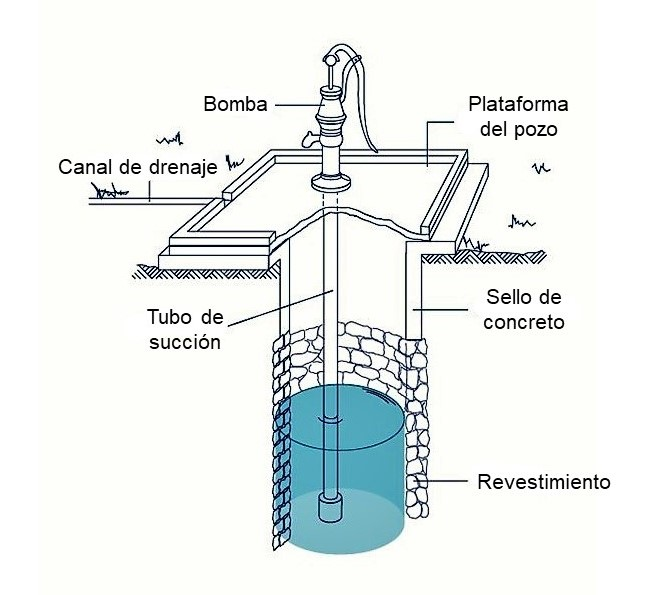 Bomba
Plataforma
del pozo
Canal de drenaje
Tubo de
succión
Sello de
concreto
Revestimiento